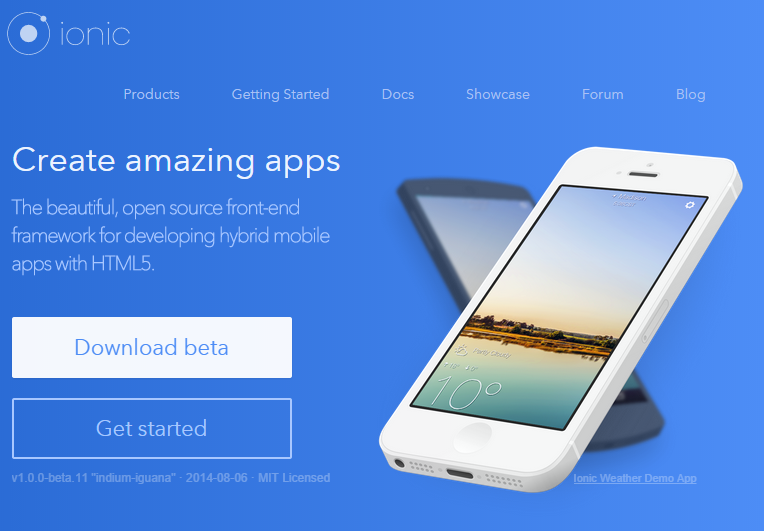 ionic
Products Getting Started Docs Showcase Forum Blog
Create amazing apps
The beautiful, open source front-end
framework for developing hybrid mobile
apps with HTML5.
Download beta
Get started
v1.0.0-beta.11 "indium-iguana" · 2014-08-06 · MIT Licensed
Partly Cloudy
10°
Ionic Weather Demo App